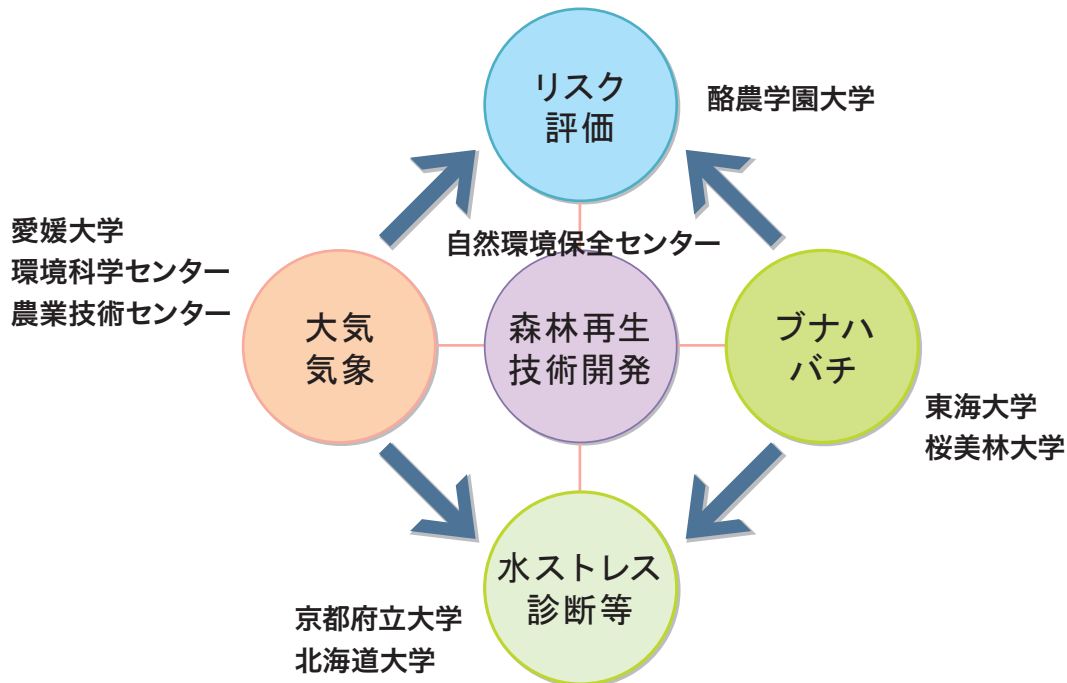 リスク
評価
酪農学園大学
愛媛大学
環境科学センター
農業技術センター
自然環境保全センター
大気
気象
森林再生
技術開発
ブナハ
バチ
東海大学
桜美林大学
水ストレス
診断等
京都府立大学
北海道大学